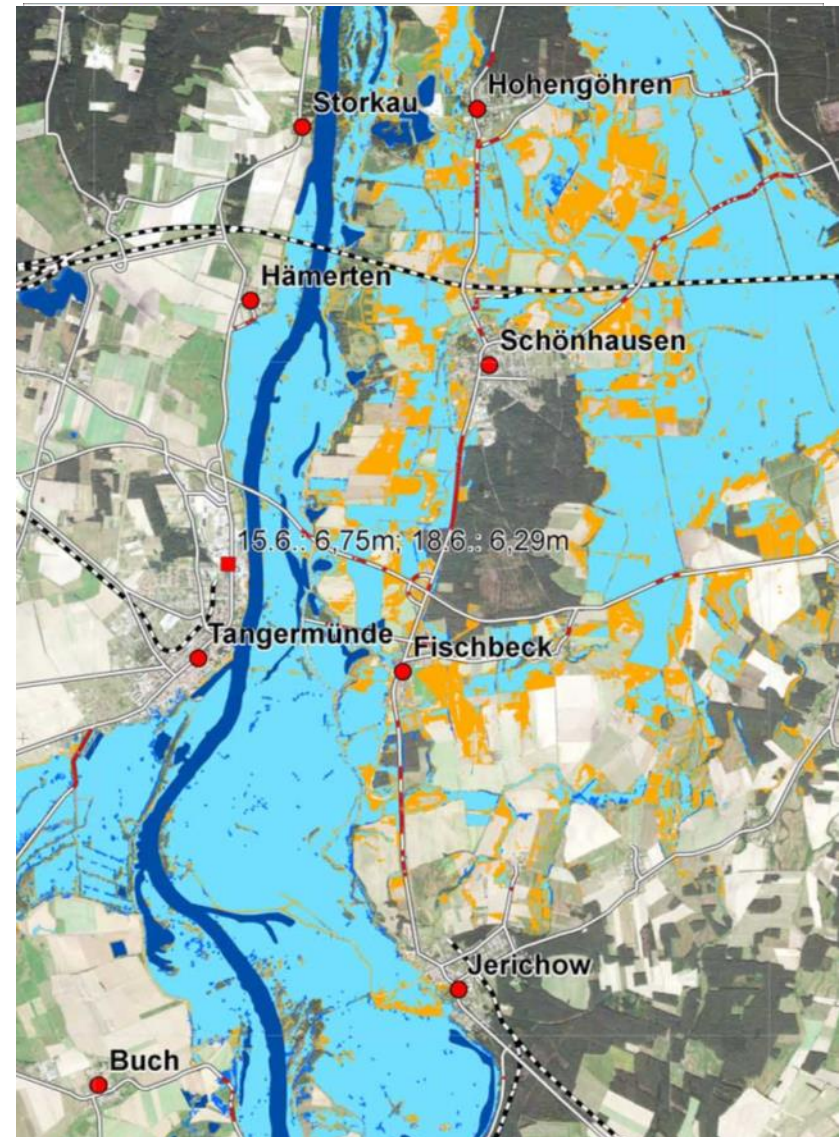 Hohengöhren
Storkau
Hämerten
Schönhausen
15.6.: 6,75m; 18.6.: 6,29m
Tangermünde
Fischbeck
Jerichow
Buch